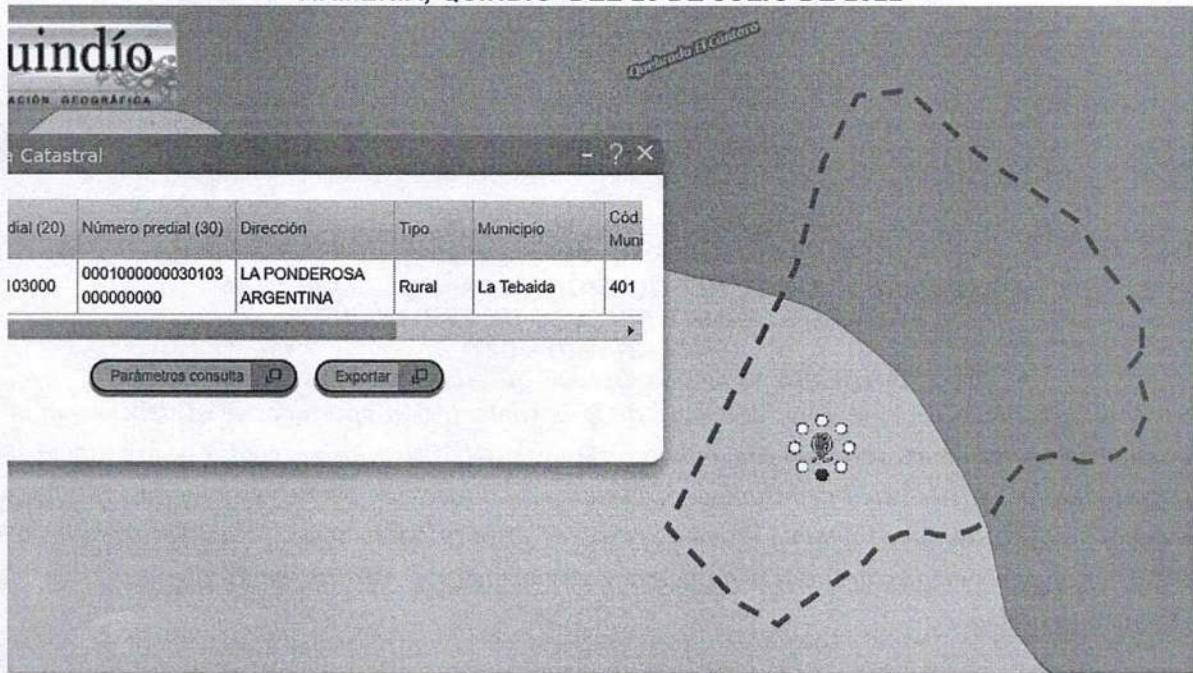 uindío
ACIÓN GEOGRÁFICA
Quebrada El Cántaro
a Catastral
- ? ×
dial (20) Número predial (30) Dirección Tipo Municipio Cód. Muni
103000 0001000000030103 LA PONDEROSA Rural La Tebaida 401
000000000 ARGENTINA
Parámetros consulta Exportar